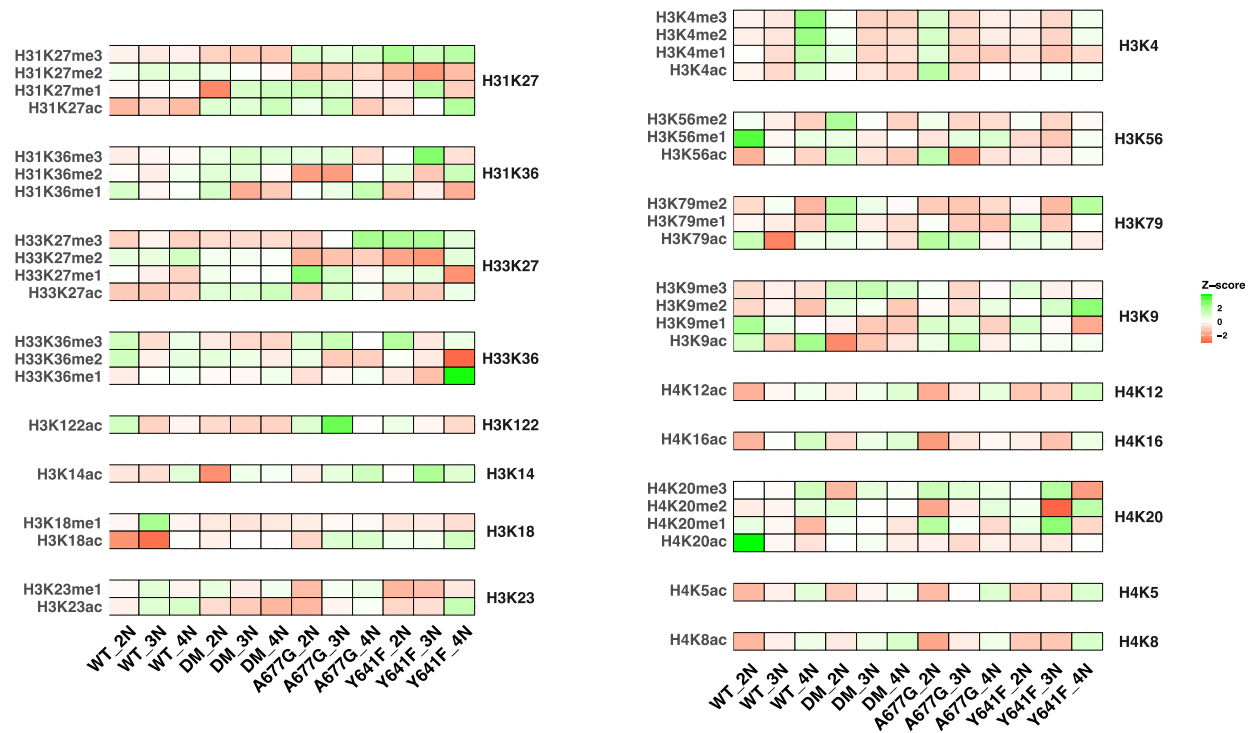 H31K27me3
H31K27me2
H31K27me1
H31K27ac
H31K27
H31K36me3
H31K36me2
H31K36me1
H31K36
H33K27me3
H33K27me2
H33K27me1
H33K27ac
H33K27
H33K36me3
H33K36me2
H33K36me1
H33K36
H3K122ac
H3K122
H3K14ac
H3K14
H3K18me1
H3K18ac
H3K18
H3K23me1
H3K23ac
H3K23
WT_2N
WT_3N
WT_4N
DM_2N
DM_3N
DM_4N
A677G_2N
A677G_3N
A677G_4N
Y641F_2N
Y641F_3N
Y641F_4N
H3K4me3
H3K4me2
H3K4me1
H3K4ac
H3K4
H3K56me2
H3K56me1
H3K56ac
H3K56
H3K79me2
H3K79me1
H3K79ac
H3K79
H3K9me3
H3K9me2
H3K9me1
H3K9ac
H3K9
H4K12ac
H4K12
H4K16ac
H4K16
H4K20me3
H4K20me2
H4K20me1
H4K20ac
H4K20
H4K5ac
H4K5
H4K8ac
H4K8
WT_2N
WT_3N
WT_4N
DM_2N
DM_3N
DM_4N
A677G_2N
A677G_3N
A677G_4N
Y641F_2N
Y641F_3N
Y641F_4N
Z−score
2
0
−2